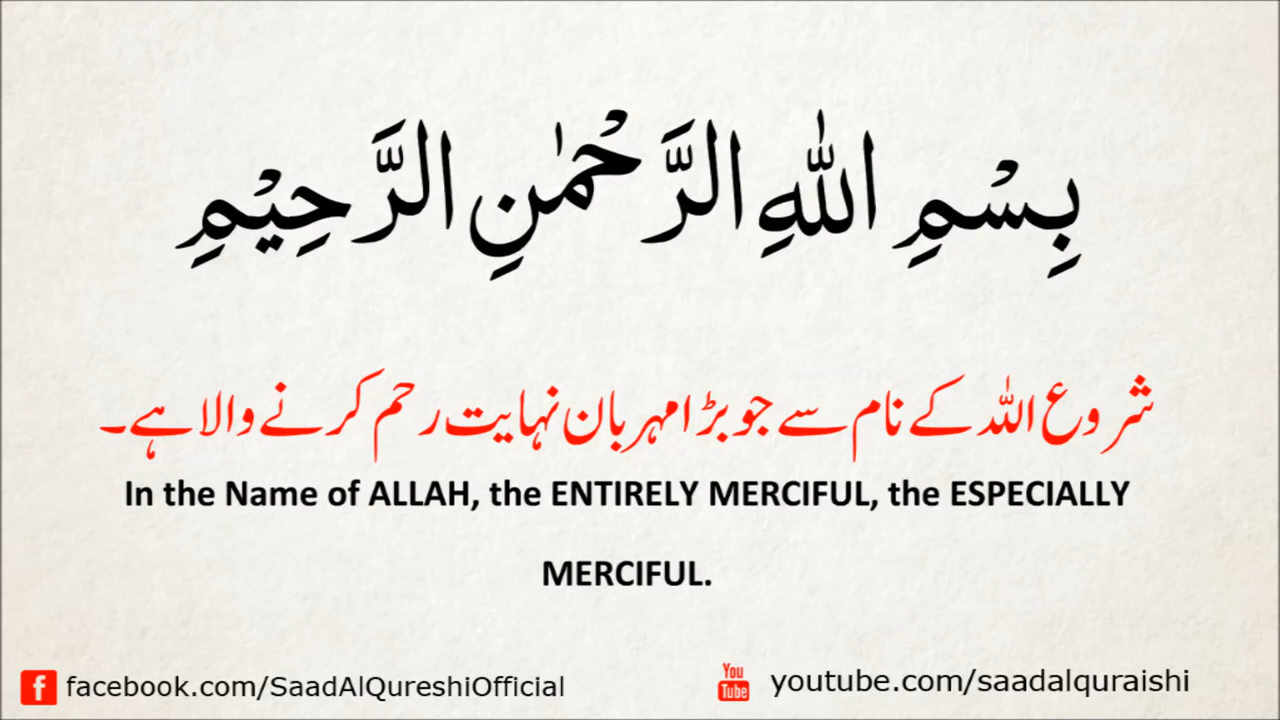 بِسْمِ اللّٰهِ الرَّحْمٰنِ الرَّحِيْمِ
شروع اللہ کے نام سے جو بڑا مہربان نہایت رحم کرنے والا ہے۔
In the Name of ALLAH, the ENTIRELY MERCIFUL, the ESPECIALLY
MERCIFUL.
facebook.com/SaadAlQureshiOfficial
You
Tube
youtube.com/saadalquraishi